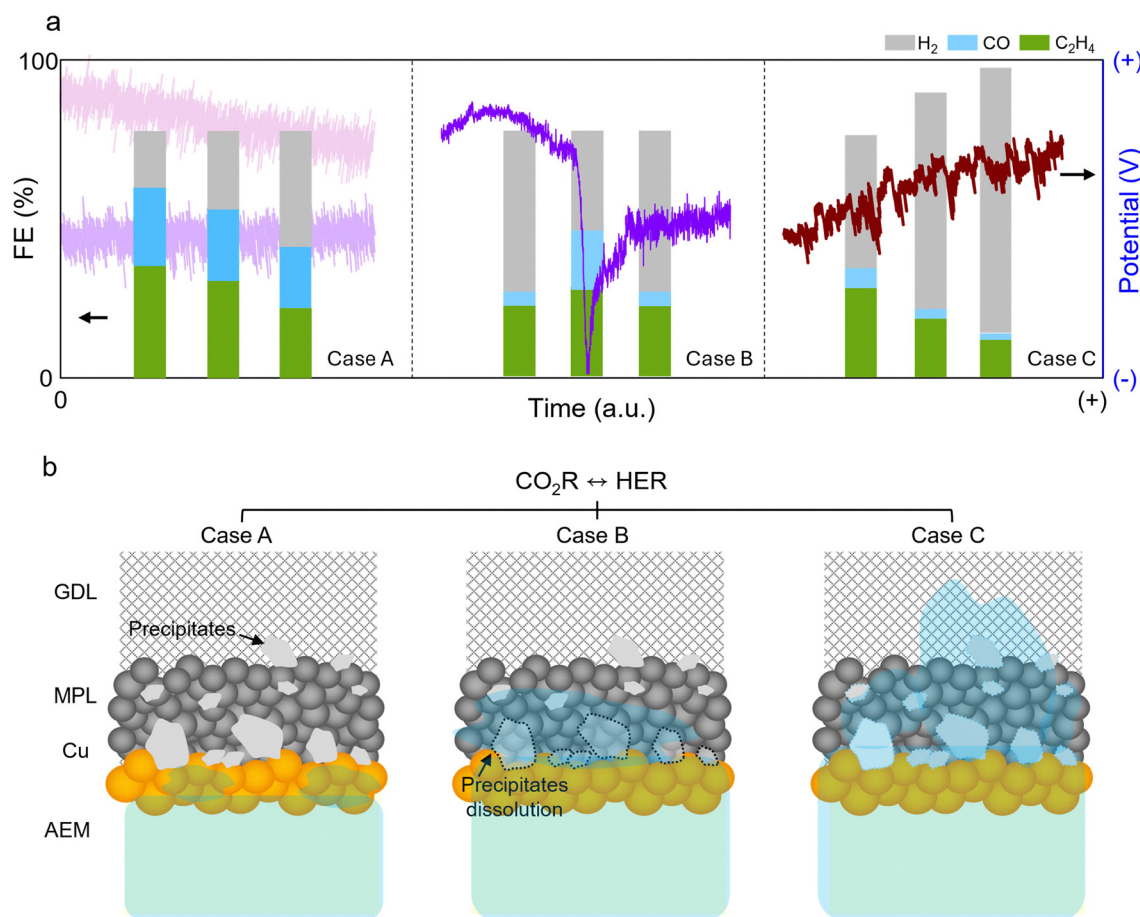 a
H₂ CO C₂H₄
100
(+)
FE (%)
Potential (V)
Case A
Case B
Case C
0
(-)
0
Time (a.u.)
(+)
b
CO₂R ↔ HER
Case A
Case B
Case C
GDL
Precipitates
MPL
Cu
Precipitates
dissolution
AEM